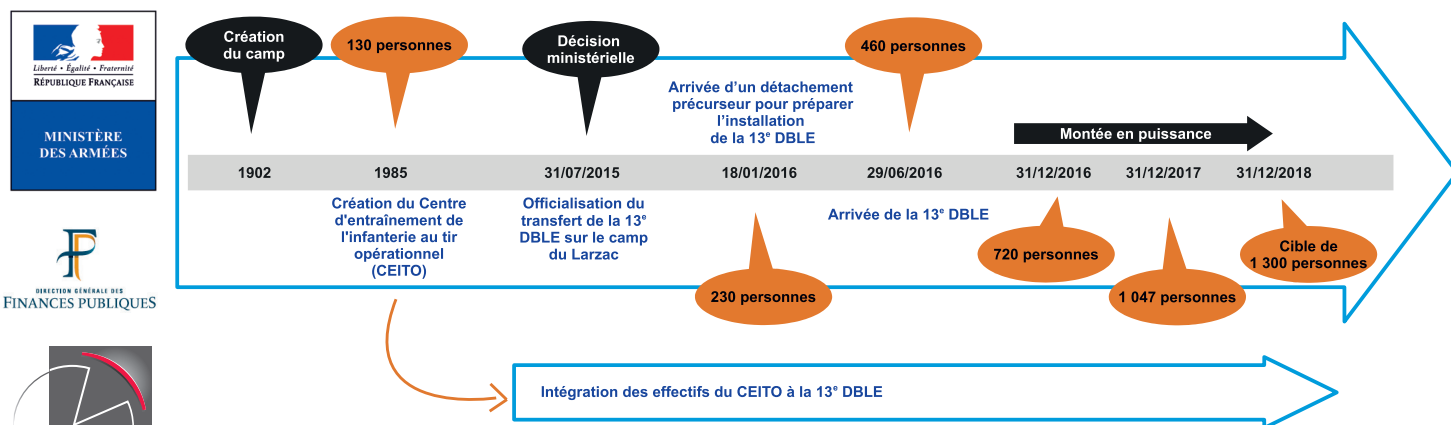 Liberté • Égalité • Fraternité
RÉPUBLIQUE FRANÇAISE
MINISTÈRE
DES ARMÉES
DIRECTION GÉNÉRALE DES
FINANCES PUBLIQUES
Création
du camp
130 personnes
Décision
ministérielle
460 personnes
Arrivée d'un détachement
précurseur pour préparer
l'installation
de la 13e DBLE
Montée en puissance
1902
1985
31/07/2015
18/01/2016
29/06/2016
31/12/2016
31/12/2017
31/12/2018
Création du Centre
d'entraînement de
l'infanterie au tir
opérationnel
(CEITO)
Officialisation du
transfert de la 13e
DBLE sur le camp
du Larzac
Arrivée de la 13e DBLE
230 personnes
720 personnes
1 047 personnes
Cible de
1 300 personnes
Intégration des effectifs du CEITO à la 13e DBLE